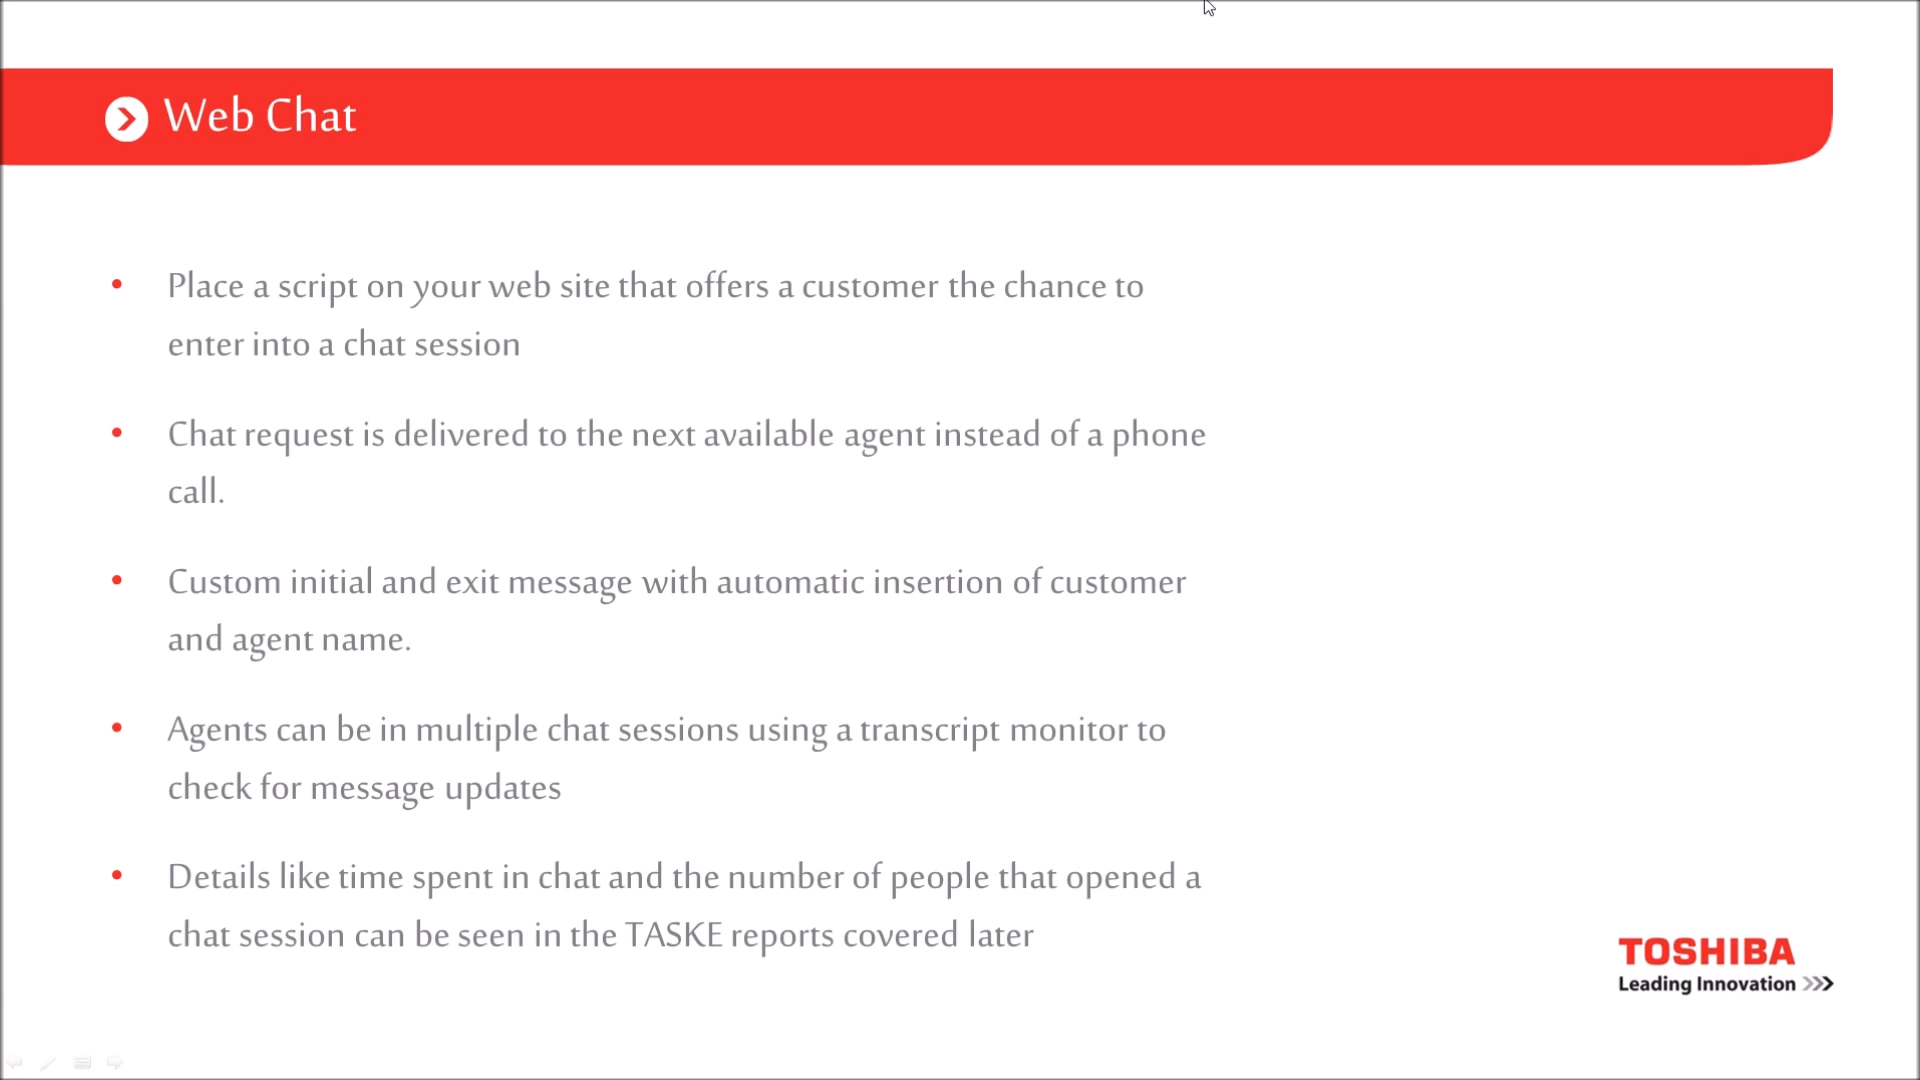 Web Chat
• Place a script on your web site that offers a customer the chance to
enter into a chat session
• Chat request is delivered to the next available agent instead of a phone
call.
• Custom initial and exit message with automatic insertion of customer
and agent name.
• Agents can be in multiple chat sessions using a transcript monitor to
check for message updates
• Details like time spent in chat and the number of people that opened a
chat session can be seen in the TASKE reports covered later
TOSHIBA
Leading Innovation >>>